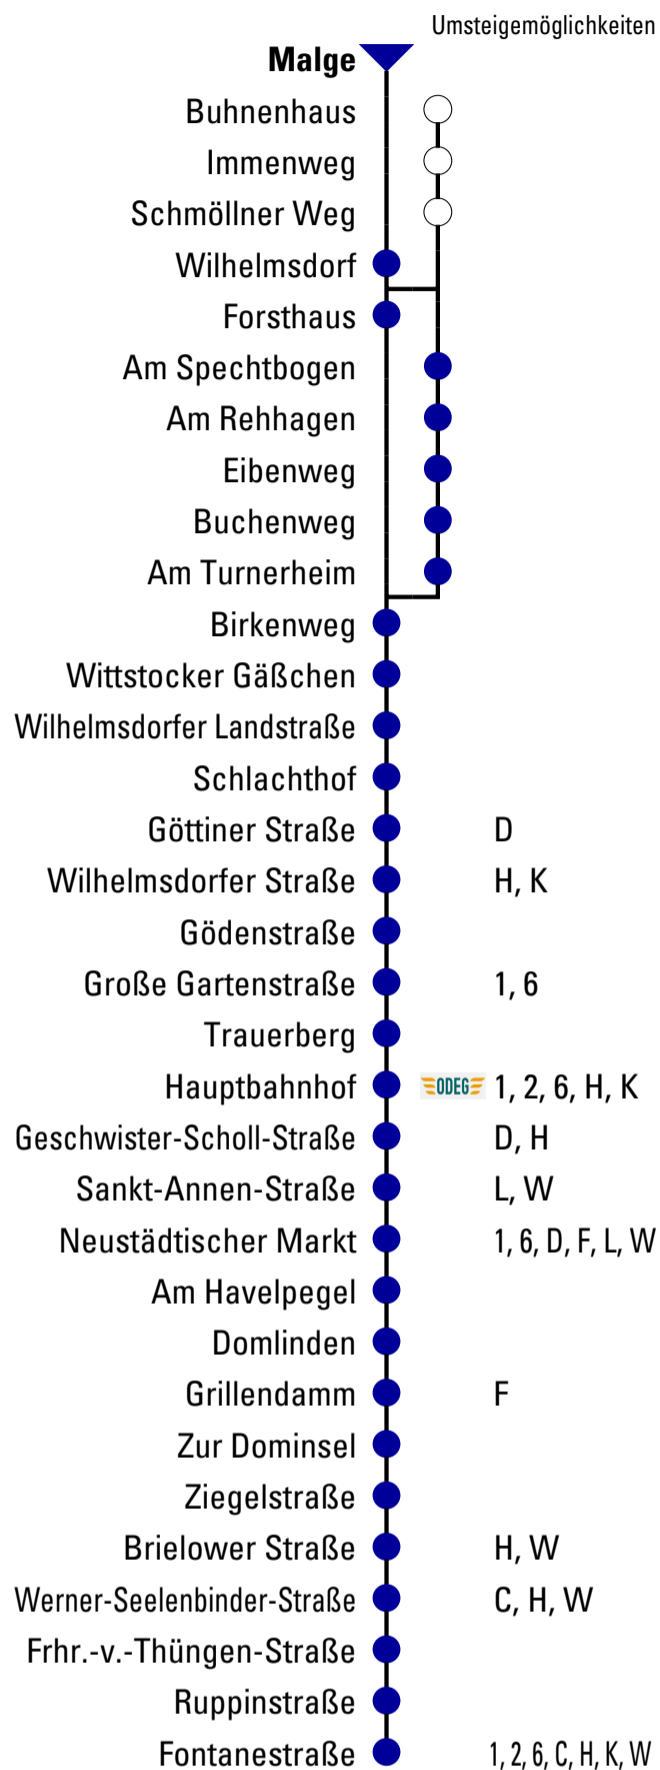 Umsteigemöglichkeiten
Malge
Buhnenhaus
Immenweg
Schmöllner Weg
Wilhelmsdorf
Forsthaus
Am Spechtbogen
Am Rehhagen
Eibenweg
Buchenweg
Am Turnerheim
Birkenweg
Wittstocker Gäßchen
Wilhelmsdorfer Landstraße
Schlachthof
Göttiner Straße D
Wilhelmsdorfer Straße H, K
Gödenstraße
Große Gartenstraße 1, 6
Trauerberg
Hauptbahnhof ODEG 1, 2, 6, H, K
Geschwister-Scholl-Straße D, H
Sankt-Annen-Straße L, W
Neustädtischer Markt 1, 6, D, F, L, W
Am Havelpegel
Domlinden
Grillendamm F
Zur Dominsel
Ziegelstraße
Brielower Straße H, W
Werner-Seelenbinder-Straße C, H, W
Frhr.-v.-Thüngen-Straße
Ruppinstraße
Fontanestraße 1, 2, 6, C, H, K, W